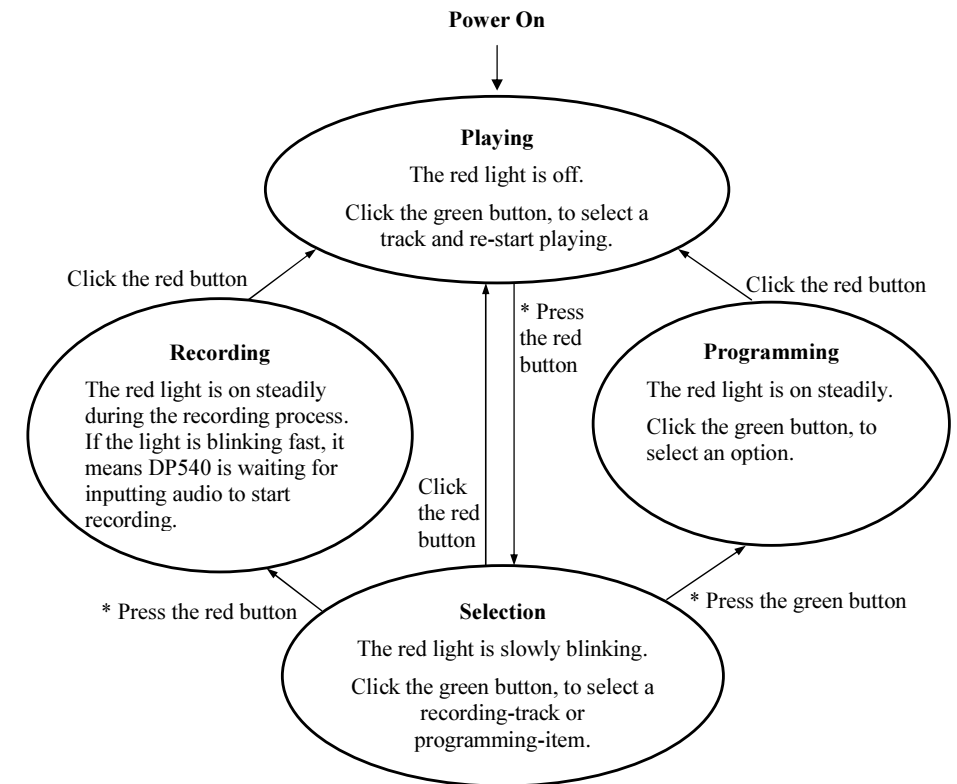 Power On
Playing
The red light is off.
Click the green button, to select a
track and re-start playing.
Click the red button
Click the red button
* Press
the red
button
Recording
The red light is on steadily
during the recording process.
If the light is blinking fast, it
means DP540 is waiting for
inputting audio to start
recording.
Programming
The red light is on steadily.
Click the green button, to
select an option.
Click
the red
button
* Press the red button
* Press the green button
Selection
The red light is slowly blinking.
Click the green button, to select a
recording-track or
programming-item.